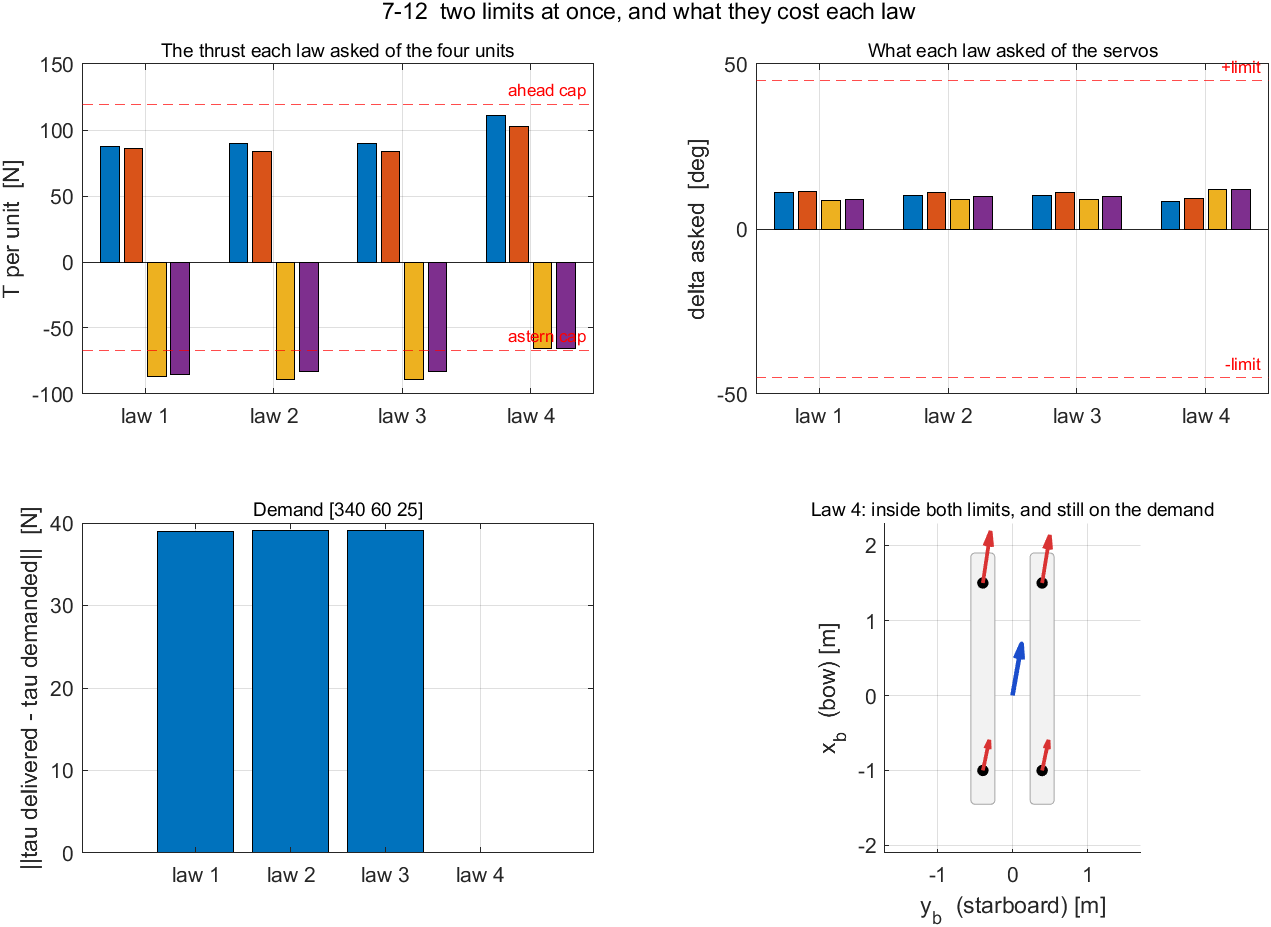 7-12 two limits at once, and what they cost each law
The thrust each law asked of the four units
T per unit [N]
150
100
50
0
-50
-100
ahead cap
astern cap
law 1
law 2
law 3
law 4
What each law asked of the servos
delta asked [deg]
50
0
-50
+limit
-limit
law 1
law 2
law 3
law 4
Demand [340 60 25]
||tau delivered - tau demanded|| [N]
40
30
20
10
0
law 1
law 2
law 3
law 4
Law 4: inside both limits, and still on the demand
x_b (bow) [m]
2
1
0
-1
-2
-1
0
1
y_b (starboard) [m]